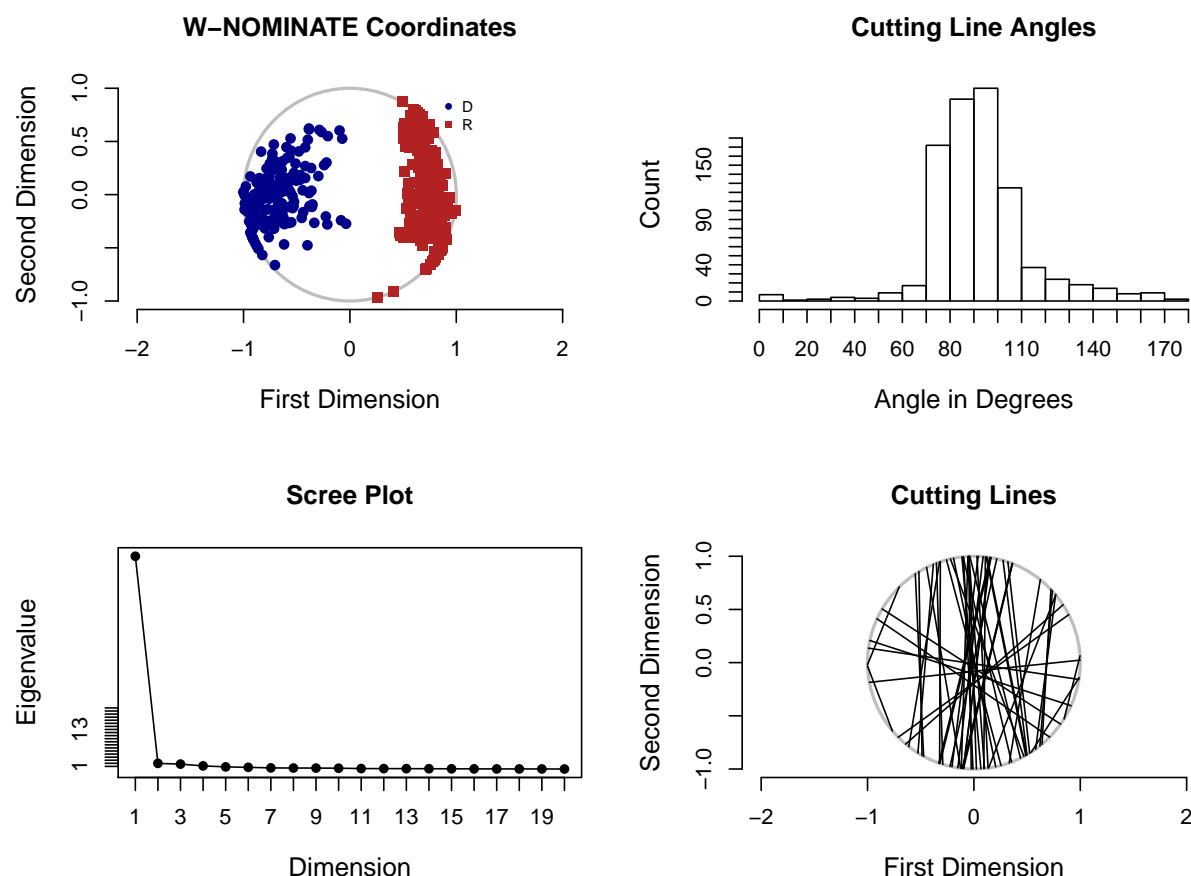 W−NOMINATE Coordinates
Second Dimension
1.0
0.5
0.0
−1.0
D
R
−2 −1 0 1 2
First Dimension
Cutting Line Angles
Count
150
90
40
0
0 20 40 60 80 110 140 170
Angle in Degrees
Scree Plot
Eigenvalue
13
1
1 3 5 7 9 11 13 15 17 19
Dimension
Cutting Lines
Second Dimension
1.0
0.5
0.0
−1.0
−2 −1 0 1 2
First Dimension